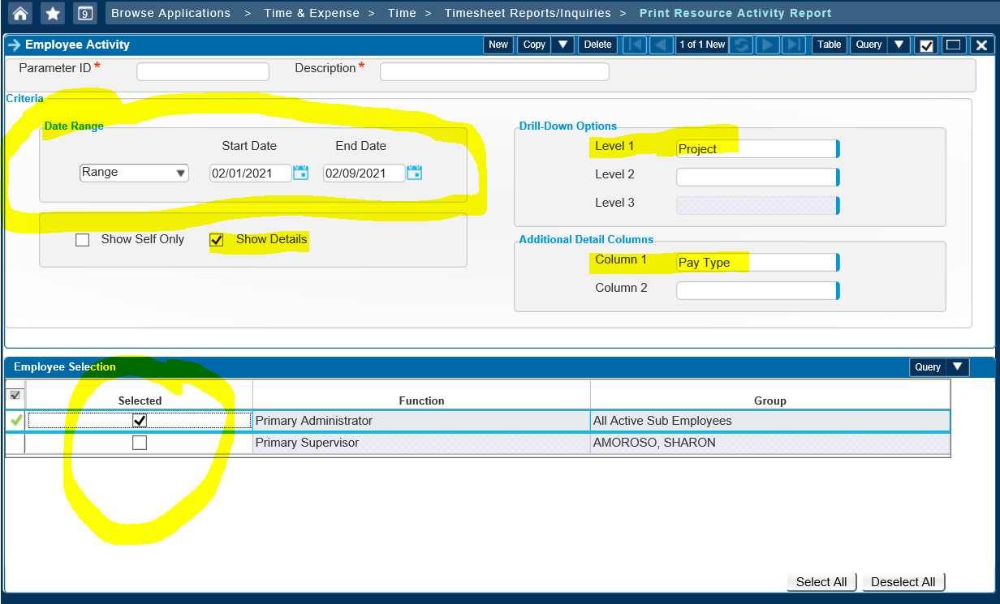 9 Browse Applications > Time & Expense > Time > Timesheet Reports/Inquiries > Print Resource Activity Report
Employee Activity New Copy Delete 1 of 1 New Table Query
Parameter ID * Description *
Criteria
Date Range
Start Date End Date
Range 02/01/2021 02/09/2021
Show Self Only Show Details
Drill-Down Options
Level 1 Project
Level 2
Level 3
Additional Detail Columns
Column 1 Pay Type
Column 2
Employee Selection Query
Selected Function Group
Primary Administrator All Active Sub Employees
Primary Supervisor AMOROSO, SHARON
Select All Deselect All